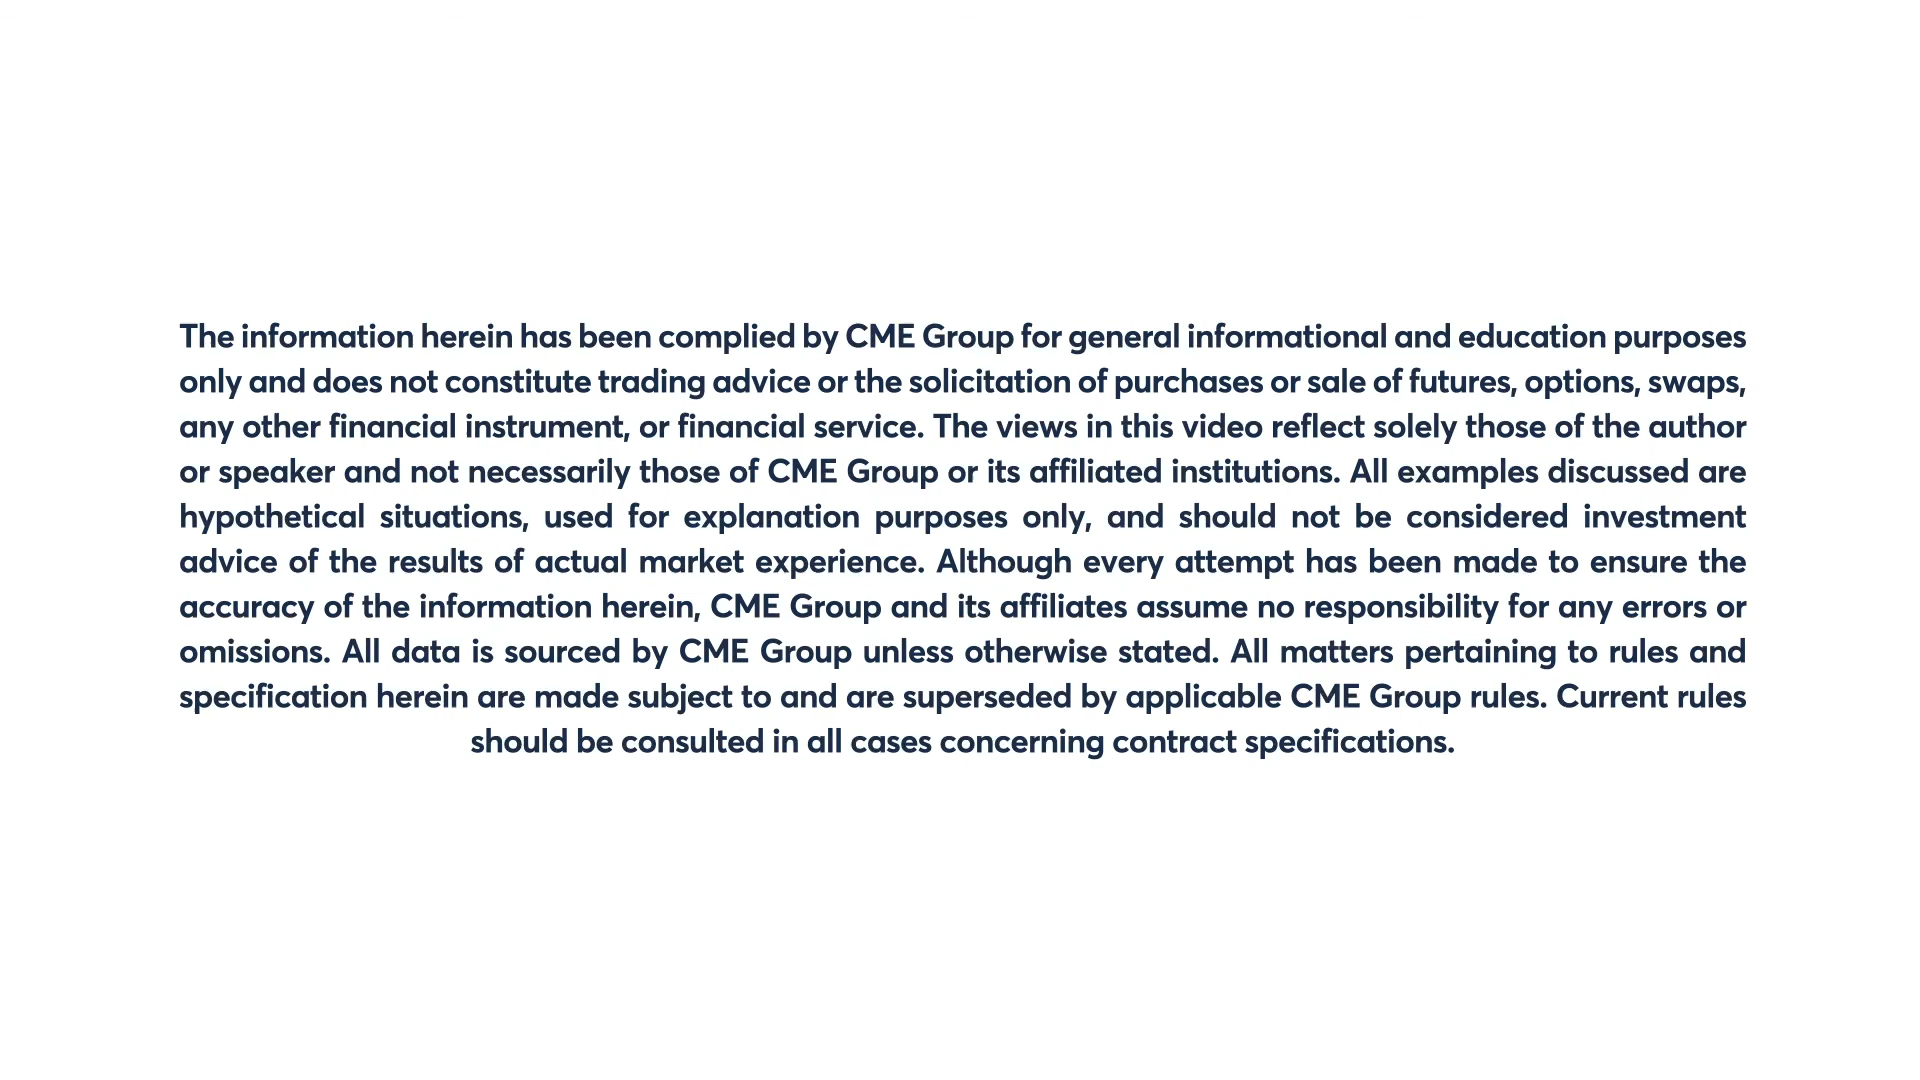 The information herein has been complied by CME Group for general informational and education purposes
only and does not constitute trading advice or the solicitation of purchases or sale of futures, options, swaps,
any other financial instrument, or financial service. The views in this video reflect solely those of the author
or speaker and not necessarily those of CME Group or its affiliated institutions. All examples discussed are
hypothetical situations, used for explanation purposes only, and should not be considered investment
advice of the results of actual market experience. Although every attempt has been made to ensure the
accuracy of the information herein, CME Group and its affiliates assume no responsibility for any errors or
omissions. All data is sourced by CME Group unless otherwise stated. All matters pertaining to rules and
specification herein are made subject to and are superseded by applicable CME Group rules. Current rules
should be consulted in all cases concerning contract specifications.